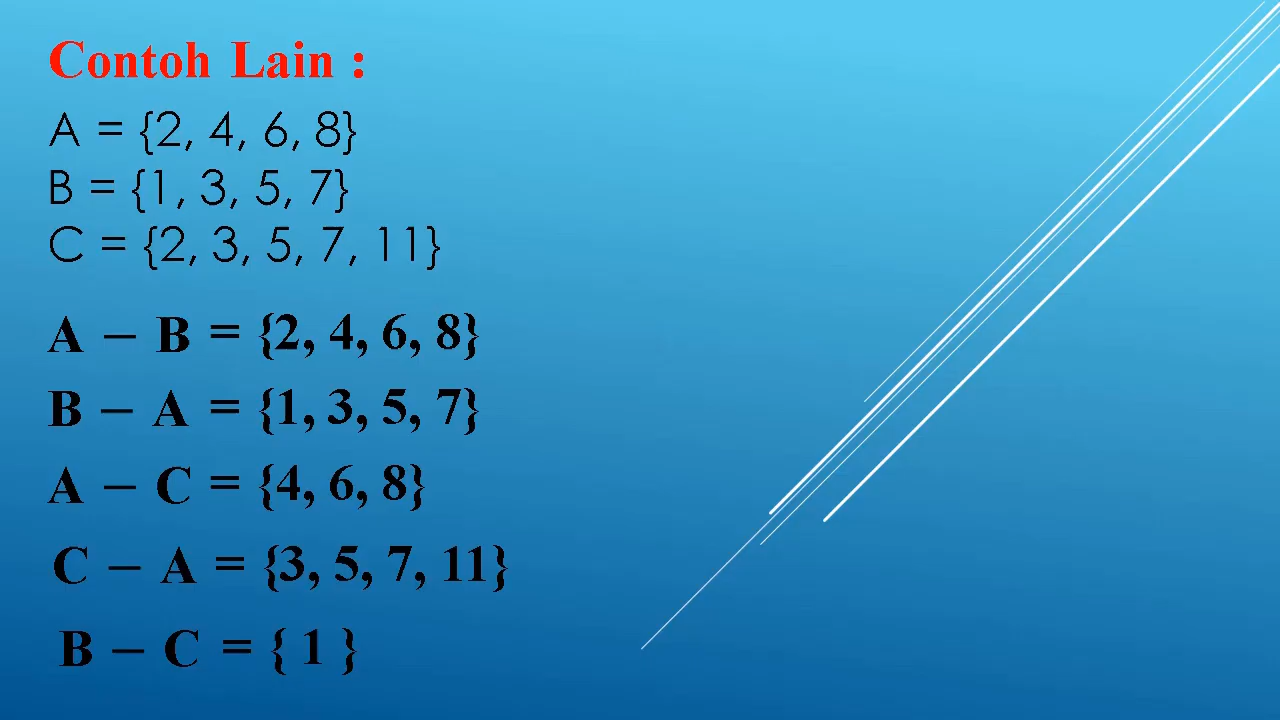 Contoh Lain :
A = {2, 4, 6, 8}
B = {1, 3, 5, 7}
C = {2, 3, 5, 7, 11}
A – B = {2, 4, 6, 8}
B – A = {1, 3, 5, 7}
A – C = {4, 6, 8}
C – A = {3, 5, 7, 11}
B – C = { 1 }